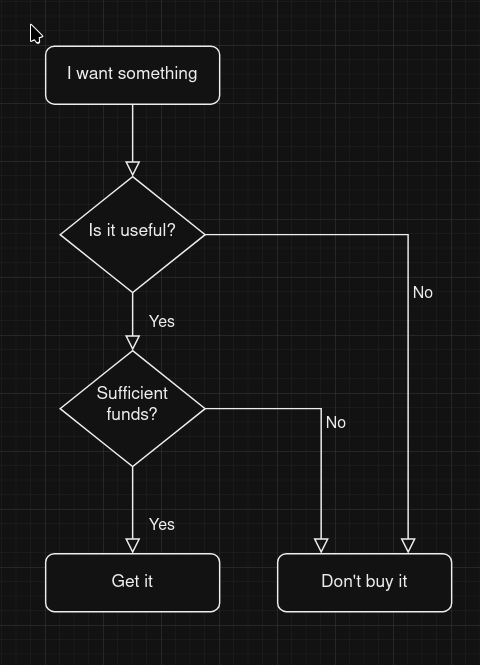 I want something
Is it useful?
No
Yes
Sufficient
funds?
No
Yes
Get it
Don't buy it